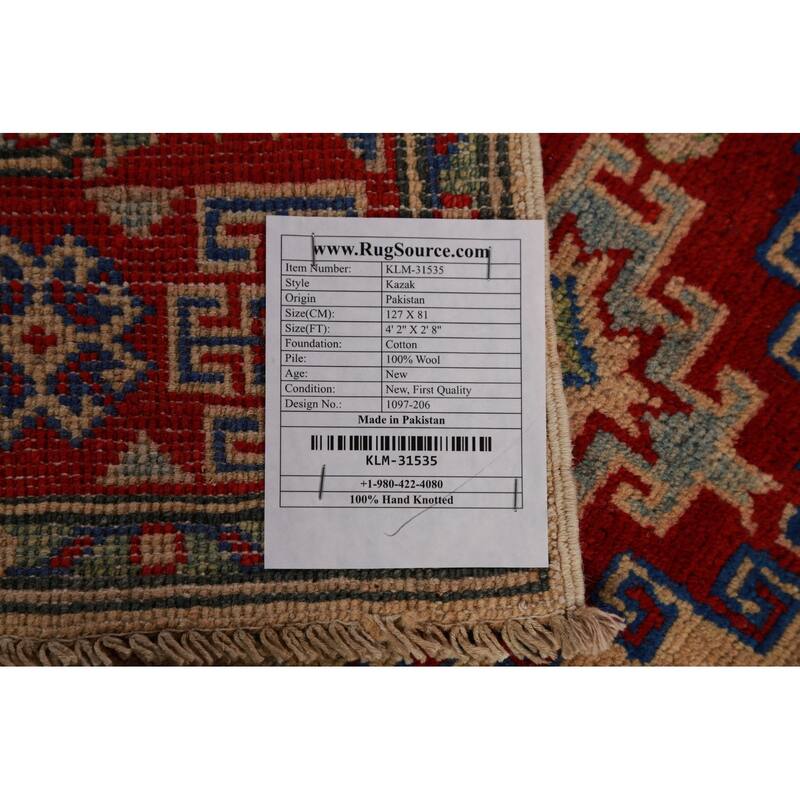 www.RugSource.com
Item Number: KLM-31535
Style Kazak
Origin Pakistan
Size(CM): 127 X 81
Size(FT): 4' 2" X 2' 8"
Foundation: Cotton
Pile: 100% Wool
Age: New
Condition: New, First Quality
Design No.: 1097-206
Made in Pakistan
KLM-31535
+1-980-422-4080
100% Hand Knotted